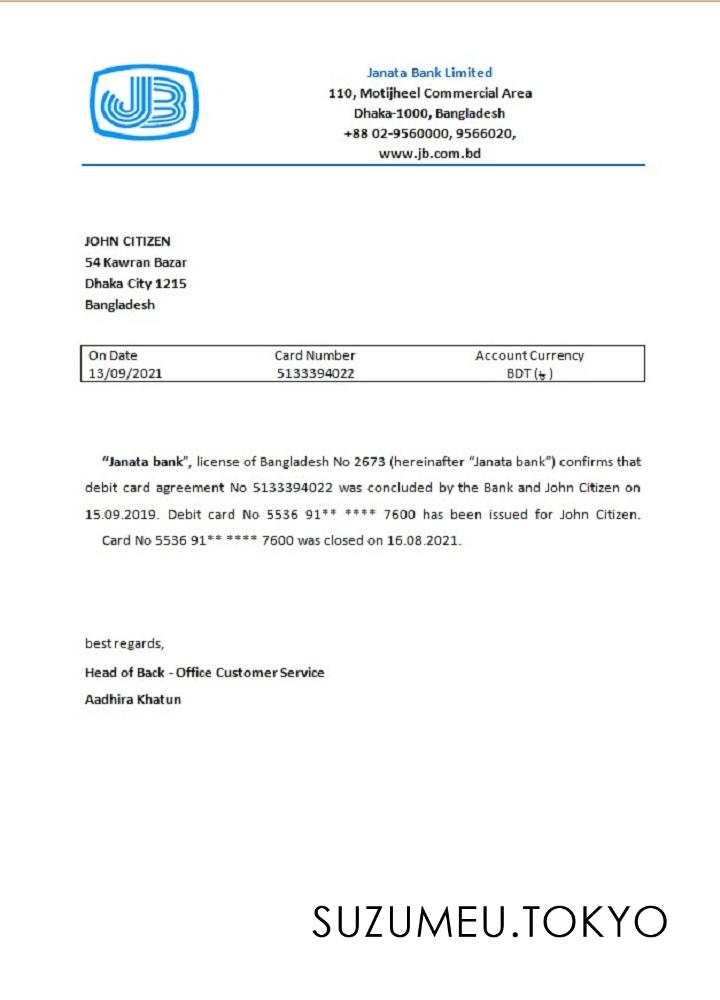 JB
Janata Bank Limited
110, Motijheel Commercial Area
Dhaka-1000, Bangladesh
+88 02-9560000, 9566020,
www.jb.com.bd
JOHN CITIZEN
54 Kawran Bazar
Dhaka City 1215
Bangladesh
On Date Card Number Account Currency
13/09/2021 5133394022 BDT (৳)
"Janata bank", license of Bangladesh No 2673 (hereinafter "Janata bank") confirms that
debit card agreement No 5133394022 was concluded by the Bank and John Citizen on
15.09.2019. Debit card No 5536 91** **** 7600 has been issued for John Citizen.
Card No 5536 91** **** 7600 was closed on 16.08.2021.
best regards,
Head of Back - Office Customer Service
Aadhira Khatun
SUZUMEU.TOKYO